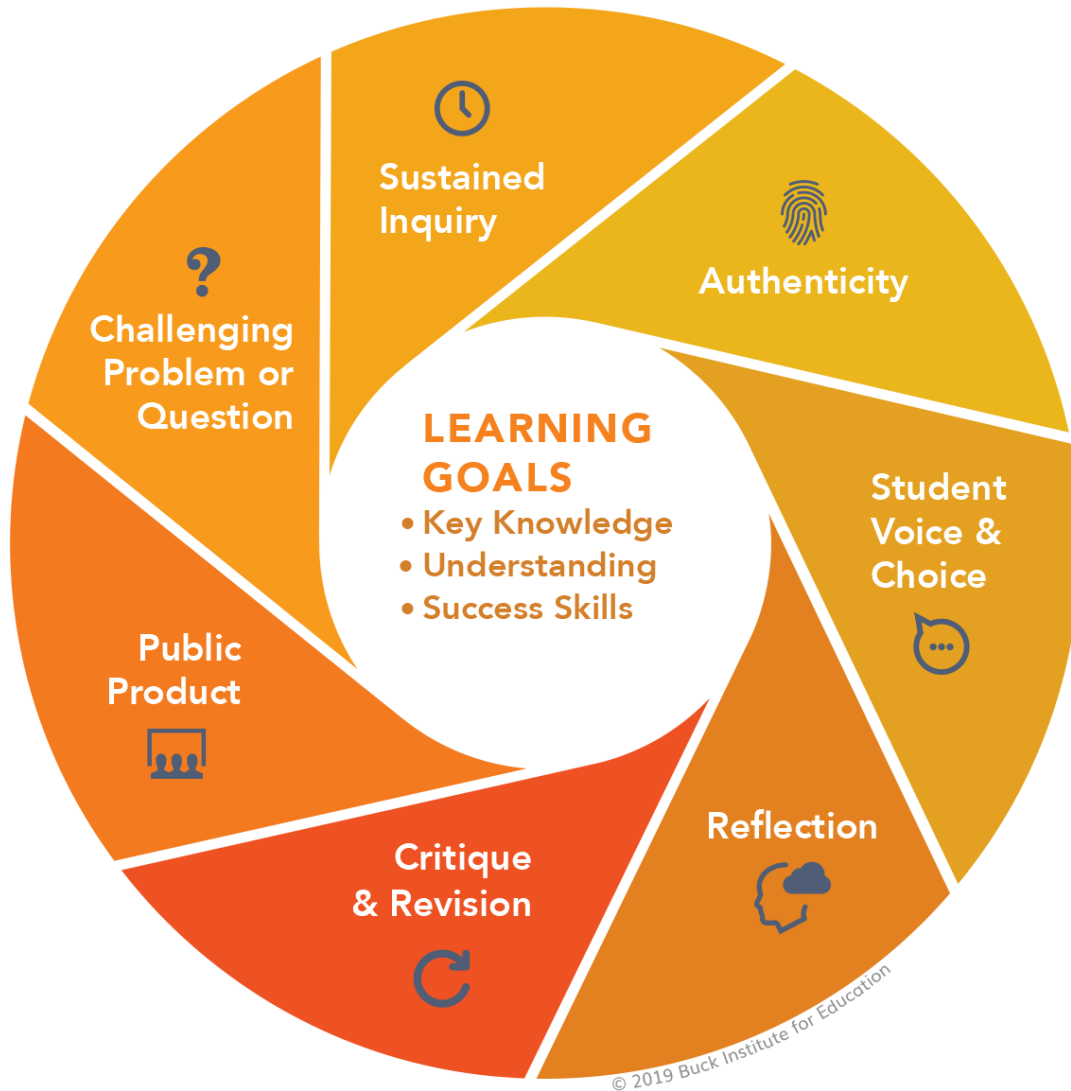 Sustained
Inquiry
Authenticity
Challenging
Problem or
Question
LEARNING
GOALS
• Key Knowledge
• Understanding
• Success Skills
Student
Voice &
Choice
Public
Product
Reflection
Critique
& Revision
© 2019 Buck Institute for Education